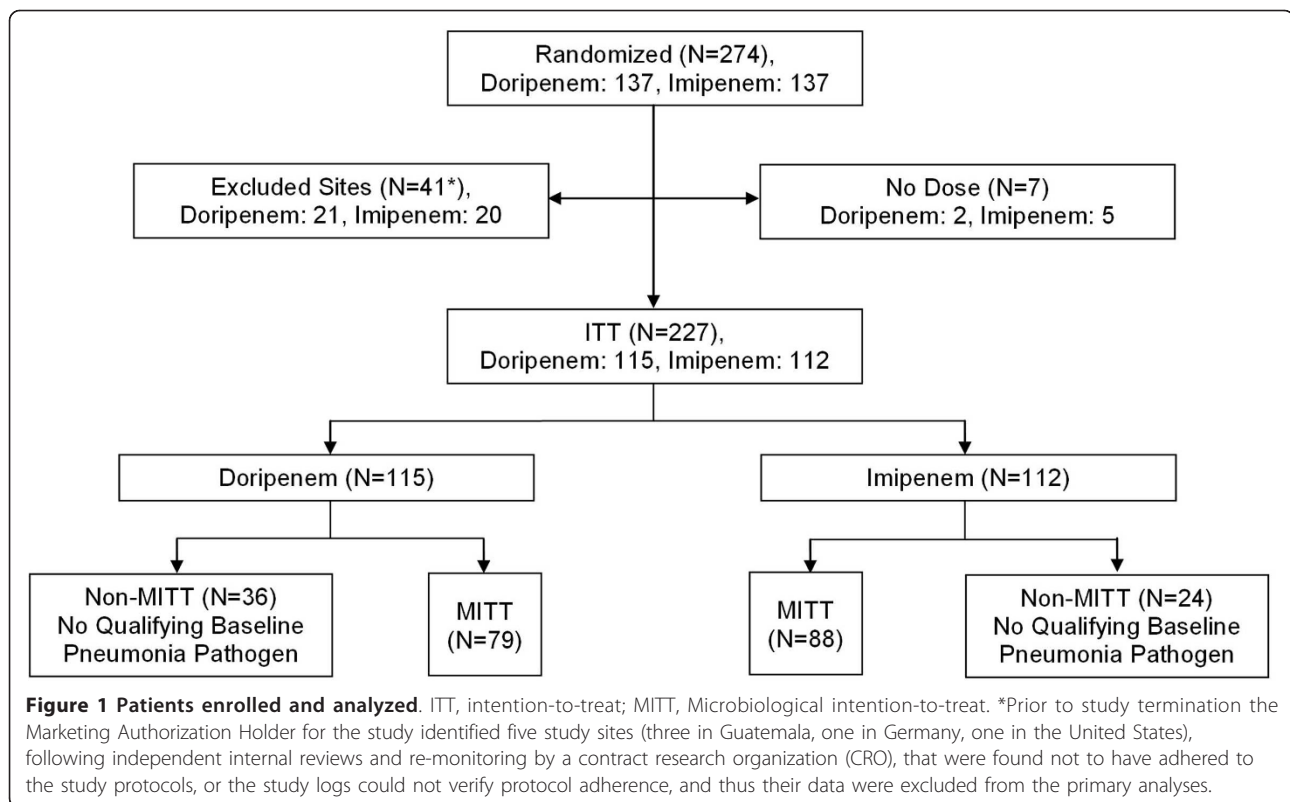 Randomized (N=274),
Doripenem: 137, Imipenem: 137
Excluded Sites (N=41*),
Doripenem: 21, Imipenem: 20
No Dose (N=7)
Doripenem: 2, Imipenem: 5
ITT (N=227),
Doripenem: 115, Imipenem: 112
Doripenem (N=115)
Imipenem (N=112)
Non-MITT (N=36)
No Qualifying Baseline
Pneumonia Pathogen
MITT
(N=79)
MITT
(N=88)
Non-MITT (N=24)
No Qualifying Baseline
Pneumonia Pathogen
Figure 1 Patients enrolled and analyzed. ITT, intention-to-treat; MITT, Microbiological intention-to-treat. *Prior to study termination the
Marketing Authorization Holder for the study identified five study sites (three in Guatemala, one in Germany, one in the United States),
following independent internal reviews and re-monitoring by a contract research organization (CRO), that were found not to have adhered to
the study protocols, or the study logs could not verify protocol adherence, and thus their data were excluded from the primary analyses.